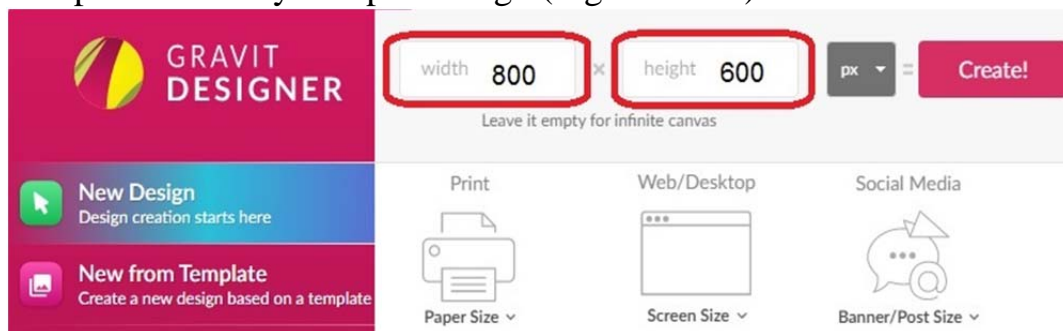 GRAVIT
DESIGNER
width 800 × height 600 px = Create!
Leave it empty for infinite canvas
New Design
Design creation starts here
New from Template
Create a new design based on a template
Print
Web/Desktop
Social Media
Paper Size
Screen Size
Banner/Post Size